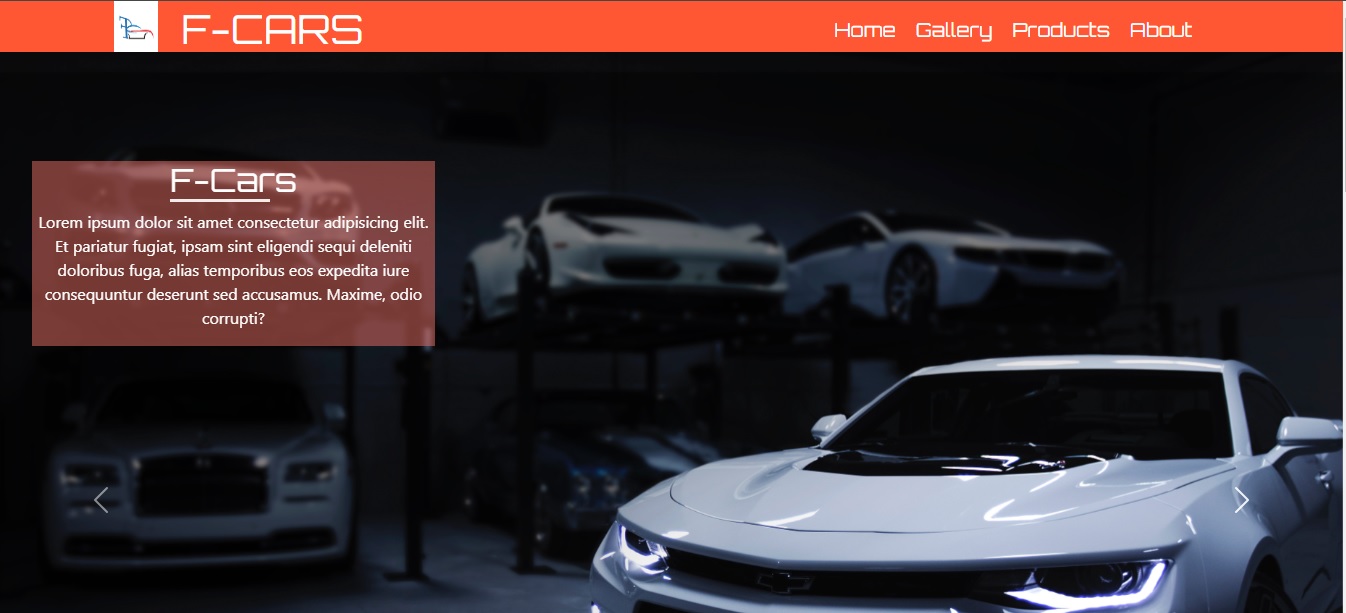 F-CARS
Home Gallery Products About
F-Cars
Lorem ipsum dolor sit amet consectetur adipisicing elit.
Et pariatur fugiat, ipsam sint eligendi sequi deleniti
doloribus fuga, alias temporibus eos expedita iure
consequuntur deserunt sed accusamus. Maxime, odio
corrupti?